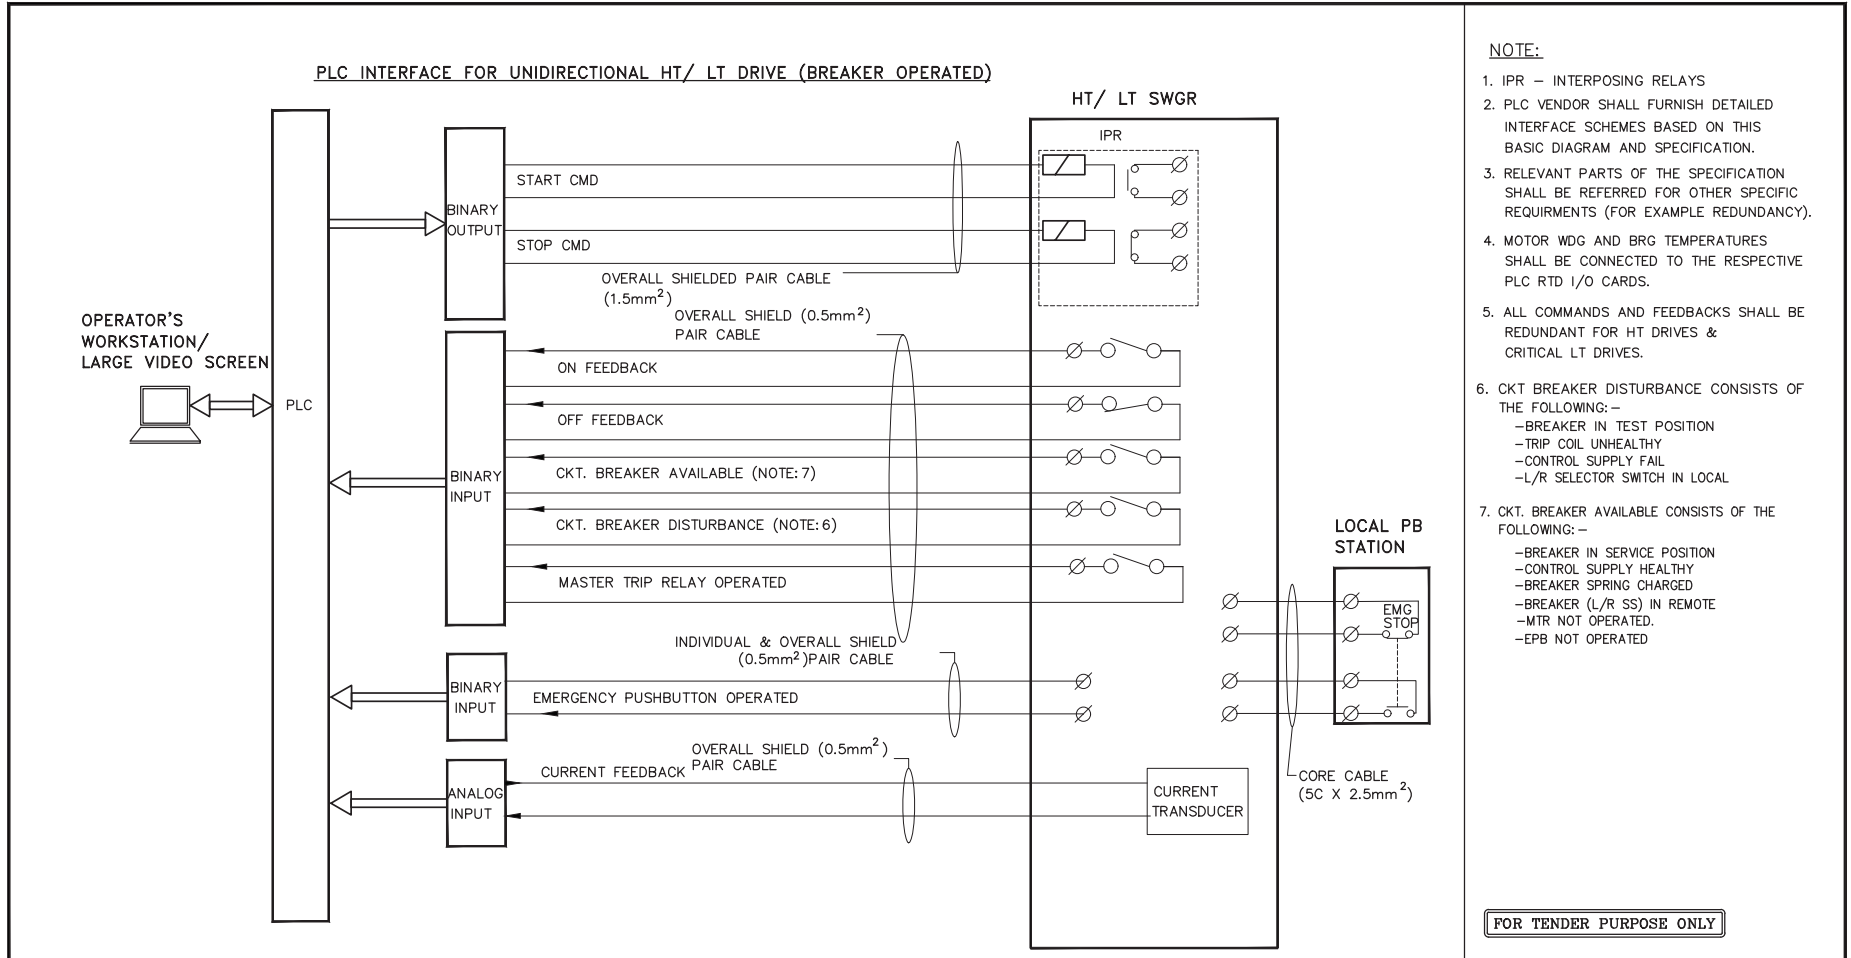 PLC INTERFACE FOR UNIDIRECTIONAL HT/ LT DRIVE (BREAKER OPERATED)
HT/ LT SWGR
IPR
START CMD
BINARY
OUTPUT
STOP CMD
OVERALL SHIELDED PAIR CABLE
(1.5mm²)
OVERALL SHIELD (0.5mm²)
PAIR CABLE
OPERATOR'S
WORKSTATION/
LARGE VIDEO SCREEN
PLC
ON FEEDBACK
OFF FEEDBACK
BINARY
INPUT
CKT. BREAKER AVAILABLE (NOTE:7)
CKT. BREAKER DISTURBANCE (NOTE:6)
MASTER TRIP RELAY OPERATED
LOCAL PB
STATION
EMG
STOP
INDIVIDUAL & OVERALL SHIELD
(0.5mm²)PAIR CABLE
BINARY
INPUT
EMERGENCY PUSHBUTTON OPERATED
OVERALL SHIELD (0.5mm²)
PAIR CABLE
CURRENT FEEDBACK
ANALOG
INPUT
CURRENT
TRANSDUCER
CORE CABLE
(5C X 2.5mm²)
NOTE:
1. IPR – INTERPOSING RELAYS
2. PLC VENDOR SHALL FURNISH DETAILED
INTERFACE SCHEMES BASED ON THIS
BASIC DIAGRAM AND SPECIFICATION.
3. RELEVANT PARTS OF THE SPECIFICATION
SHALL BE REFERRED FOR OTHER SPECIFIC
REQUIRMENTS (FOR EXAMPLE REDUNDANCY).
4. MOTOR WDG AND BRG TEMPERATURES
SHALL BE CONNECTED TO THE RESPECTIVE
PLC RTD I/O CARDS.
5. ALL COMMANDS AND FEEDBACKS SHALL BE
REDUNDANT FOR HT DRIVES &
CRITICAL LT DRIVES.
6. CKT BREAKER DISTURBANCE CONSISTS OF
THE FOLLOWING:–
–BREAKER IN TEST POSITION
–TRIP COIL UNHEALTHY
–CONTROL SUPPLY FAIL
–L/R SELECTOR SWITCH IN LOCAL
7. CKT. BREAKER AVAILABLE CONSISTS OF THE
FOLLOWING:–
–BREAKER IN SERVICE POSITION
–CONTROL SUPPLY HEALTHY
–BREAKER SPRING CHARGED
–BREAKER (L/R SS) IN REMOTE
–MTR NOT OPERATED.
–EPB NOT OPERATED
FOR TENDER PURPOSE ONLY